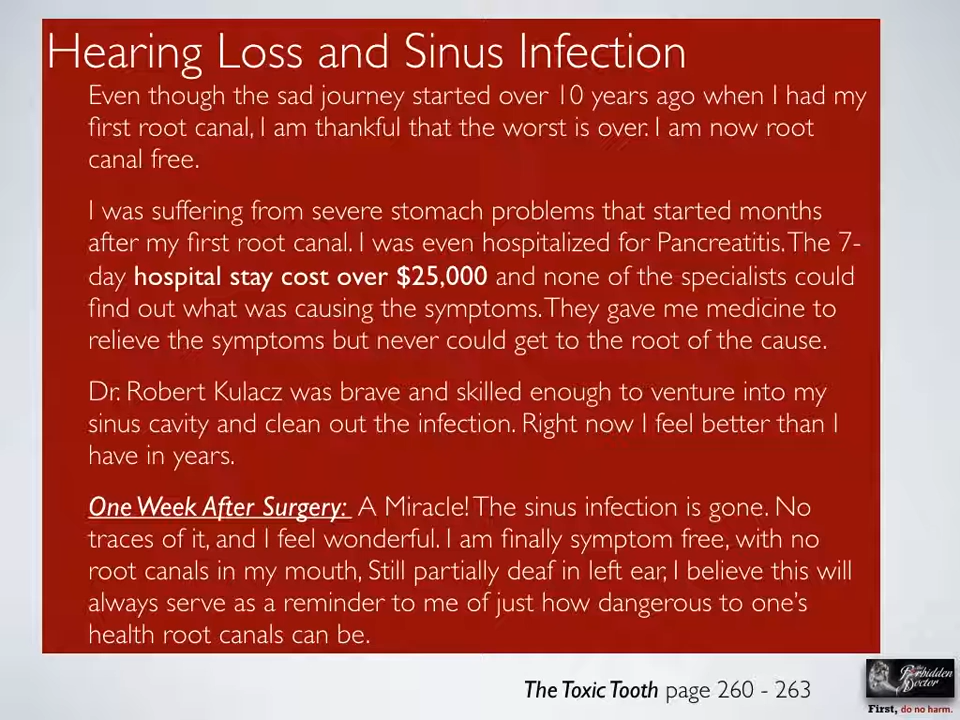 Hearing Loss and Sinus Infection
Even though the sad journey started over 10 years ago when I had my
first root canal, I am thankful that the worst is over. I am now root
canal free.
I was suffering from severe stomach problems that started months
after my first root canal. I was even hospitalized for Pancreatitis. The 7-
day hospital stay cost over $25,000 and none of the specialists could
find out what was causing the symptoms. They gave me medicine to
relieve the symptoms but never could get to the root of the cause.
Dr. Robert Kulacz was brave and skilled enough to venture into my
sinus cavity and clean out the infection. Right now I feel better than I
have in years.
One Week After Surgery: A Miracle! The sinus infection is gone. No
traces of it, and I feel wonderful. I am finally symptom free, with no
root canals in my mouth, Still partially deaf in left ear, I believe this will
always serve as a reminder to me of just how dangerous to one's
health root canals can be.
The Toxic Tooth page 260 - 263
The Forbidden
Doctor
First, do no harm.